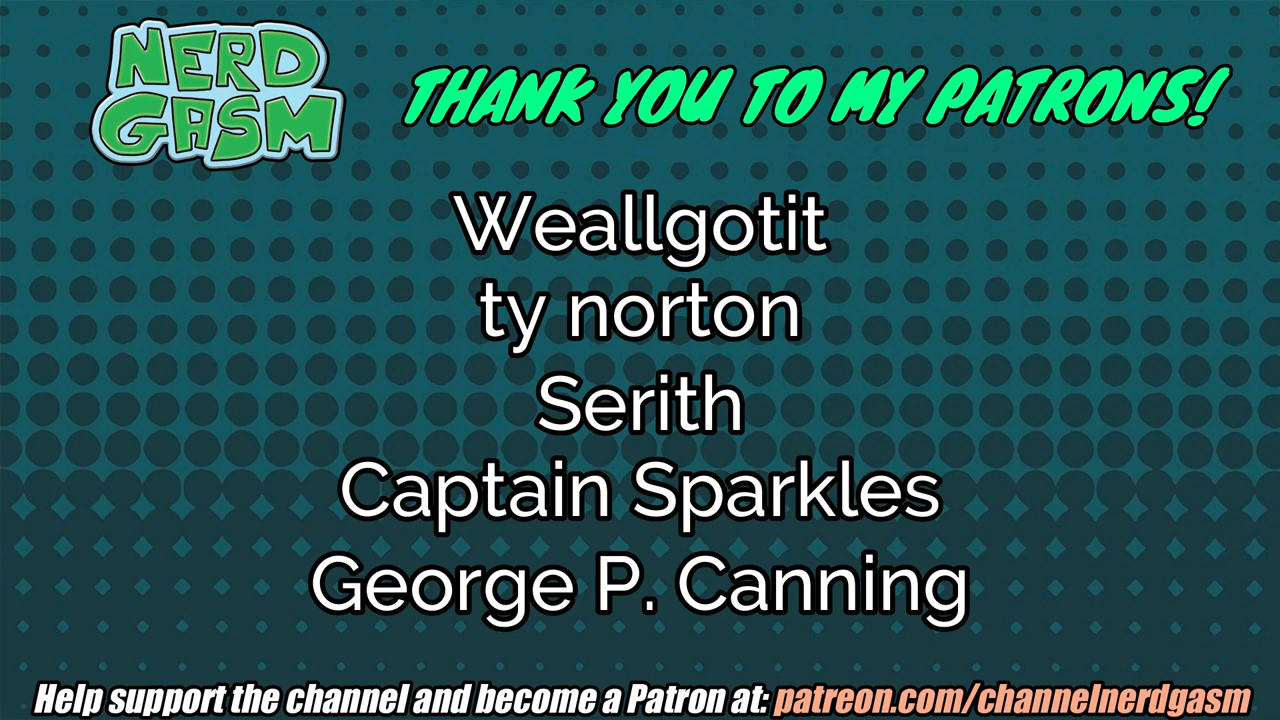 NERD
GASM
THANK YOU TO MY PATRONS!
Weallgotit
ty norton
Serith
Captain Sparkles
George P. Canning
Help support the channel and become a Patron at: patreon.com/channelnerdgasm